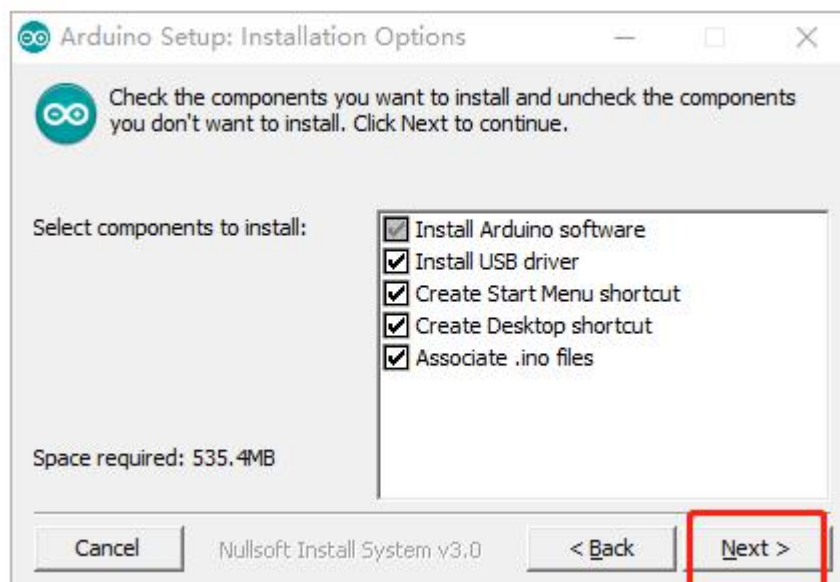 Arduino Setup: Installation Options
Check the components you want to install and uncheck the components
you don't want to install. Click Next to continue.
Select components to install:
Install Arduino software
Install USB driver
Create Start Menu shortcut
Create Desktop shortcut
Associate .ino files
Space required: 535.4MB
Cancel
Nullsoft Install System v3.0
< Back
Next >